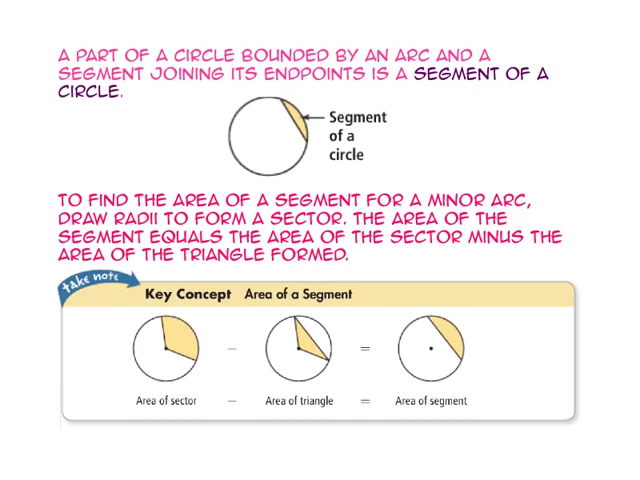 A PART OF A CIRCLE BOUNDED BY AN ARC AND A
SEGMENT JOINING ITS ENDPOINTS IS A SEGMENT OF A
CIRCLE.
Segment
of a
circle
TO FIND THE AREA OF A SEGMENT FOR A MINOR ARC,
DRAW RADII TO FORM A SECTOR. THE AREA OF THE
SEGMENT EQUALS THE AREA OF THE SECTOR MINUS THE
AREA OF THE TRIANGLE FORMED.
take note
Key Concept Area of a Segment
− =
Area of sector − Area of triangle = Area of segment